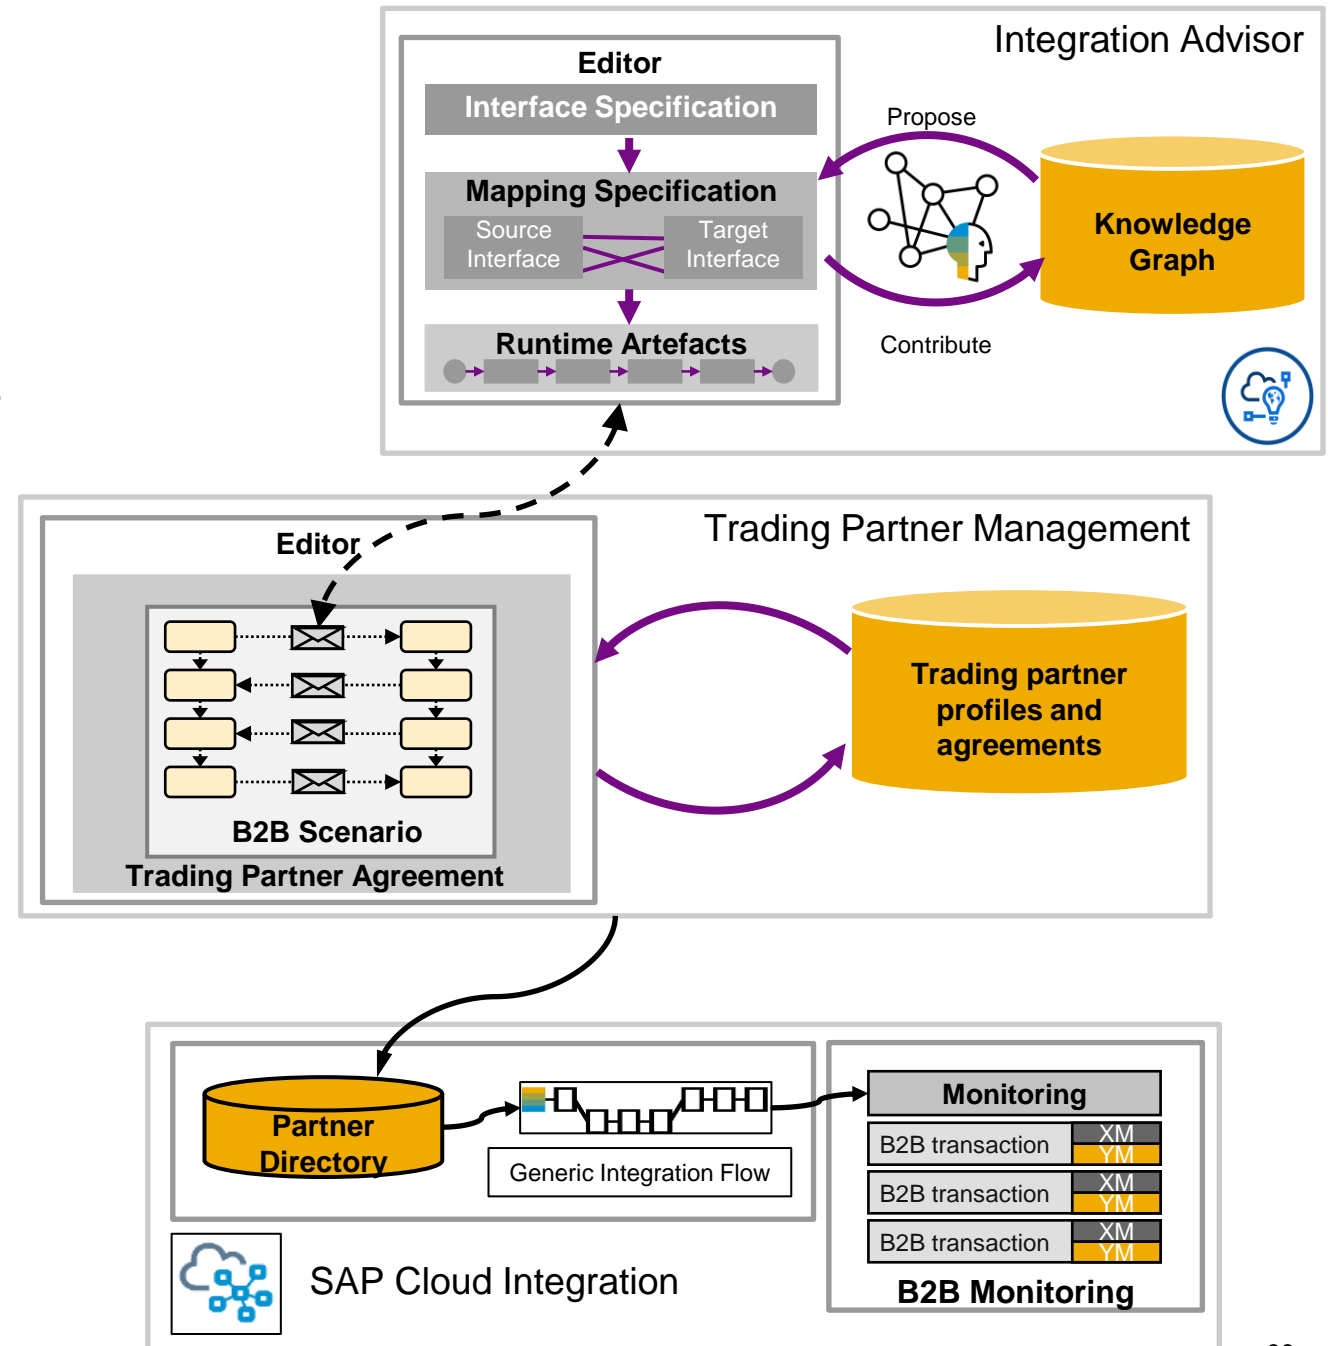 Integration Advisor
Editor
Interface Specification
Propose
Mapping Specification
Source
Interface
Target
Interface
Knowledge
Graph
Runtime Artefacts
Contribute
Trading Partner Management
Editor
Trading partner
profiles and
agreements
B2B Scenario
Trading Partner Agreement
Partner
Directory
Generic Integration Flow
Monitoring
B2B transaction
XM
YM
B2B transaction
XM
YM
B2B transaction
XM
YM
B2B Monitoring
SAP Cloud Integration